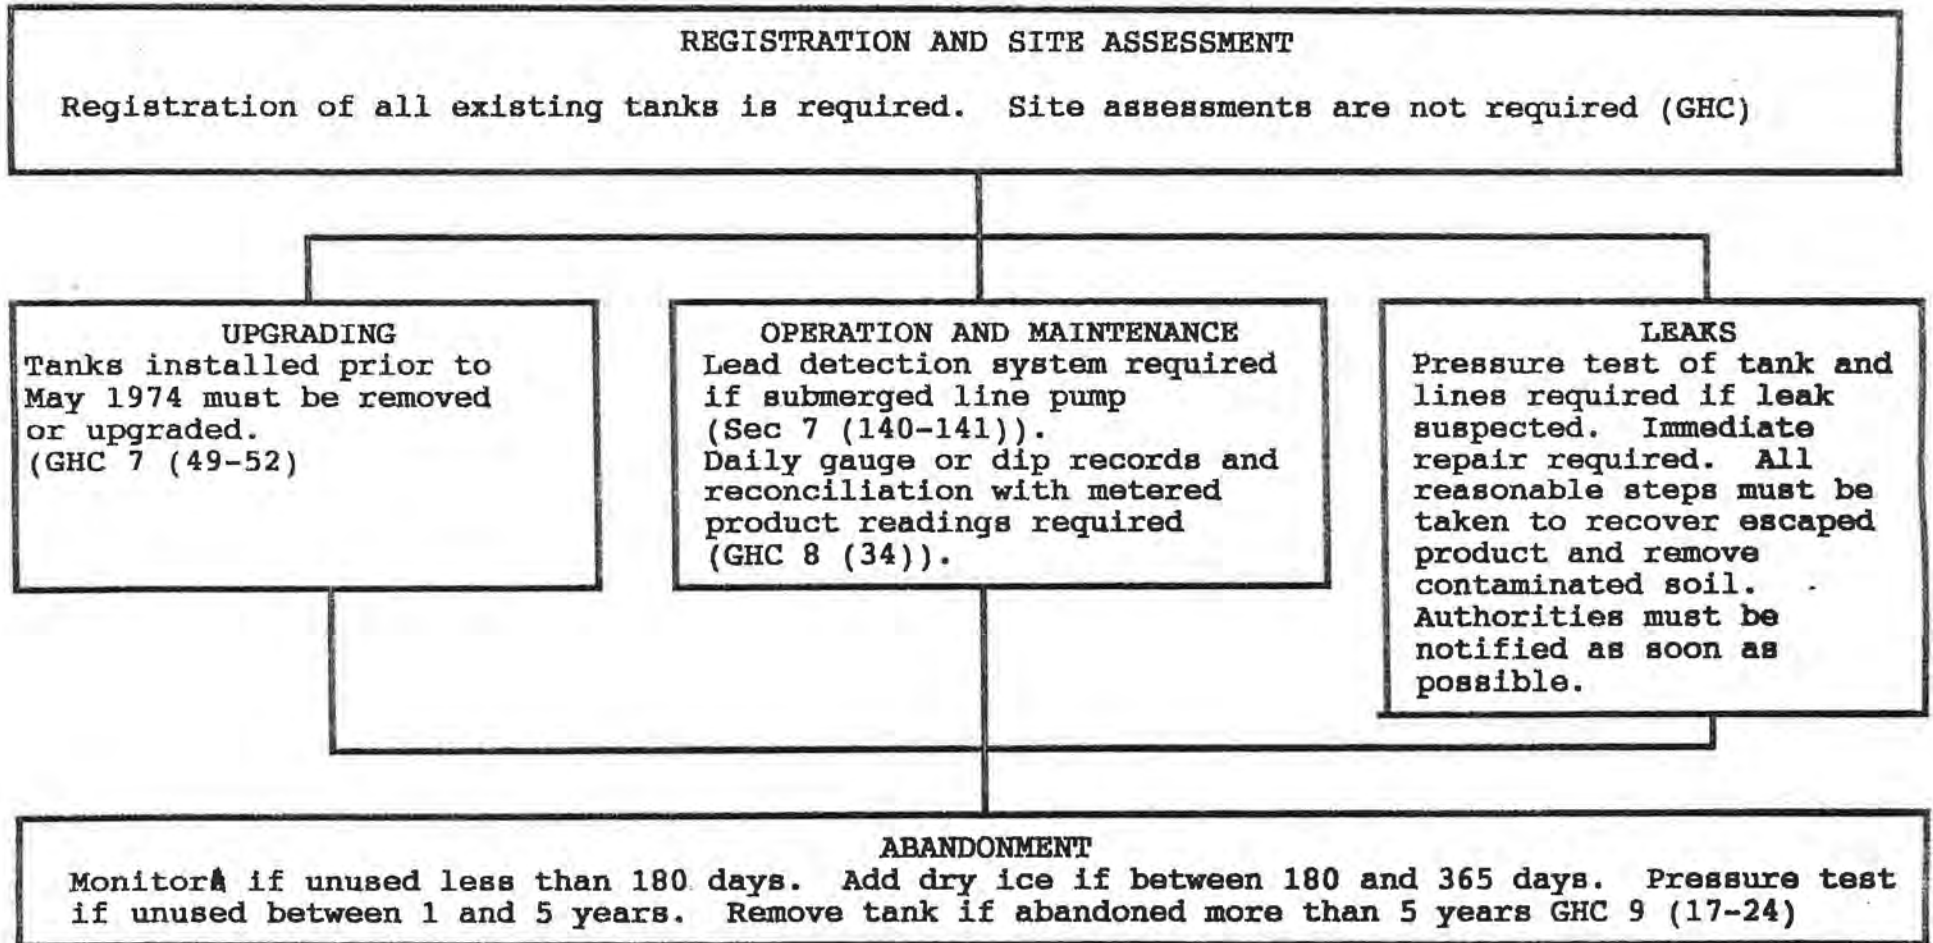 REGISTRATION AND SITE ASSESSMENT
Registration of all existing tanks is required. Site assessments are not required (GHC)
UPGRADING
Tanks installed prior to
May 1974 must be removed
or upgraded.
(GHC 7 (49-52)
OPERATION AND MAINTENANCE
Lead detection system required
if submerged line pump
(Sec 7 (140-141)).
Daily gauge or dip records and
reconciliation with metered
product readings required
(GHC 8 (34)).
LEAKS
Pressure test of tank and
lines required if leak
suspected. Immediate
repair required. All
reasonable steps must be
taken to recover escaped
product and remove
contaminated soil.
Authorities must be
notified as soon as
possible.
ABANDONMENT
Monitor if unused less than 180 days. Add dry ice if between 180 and 365 days. Pressure test
if unused between 1 and 5 years. Remove tank if abandoned more than 5 years GHC 9 (17-24)